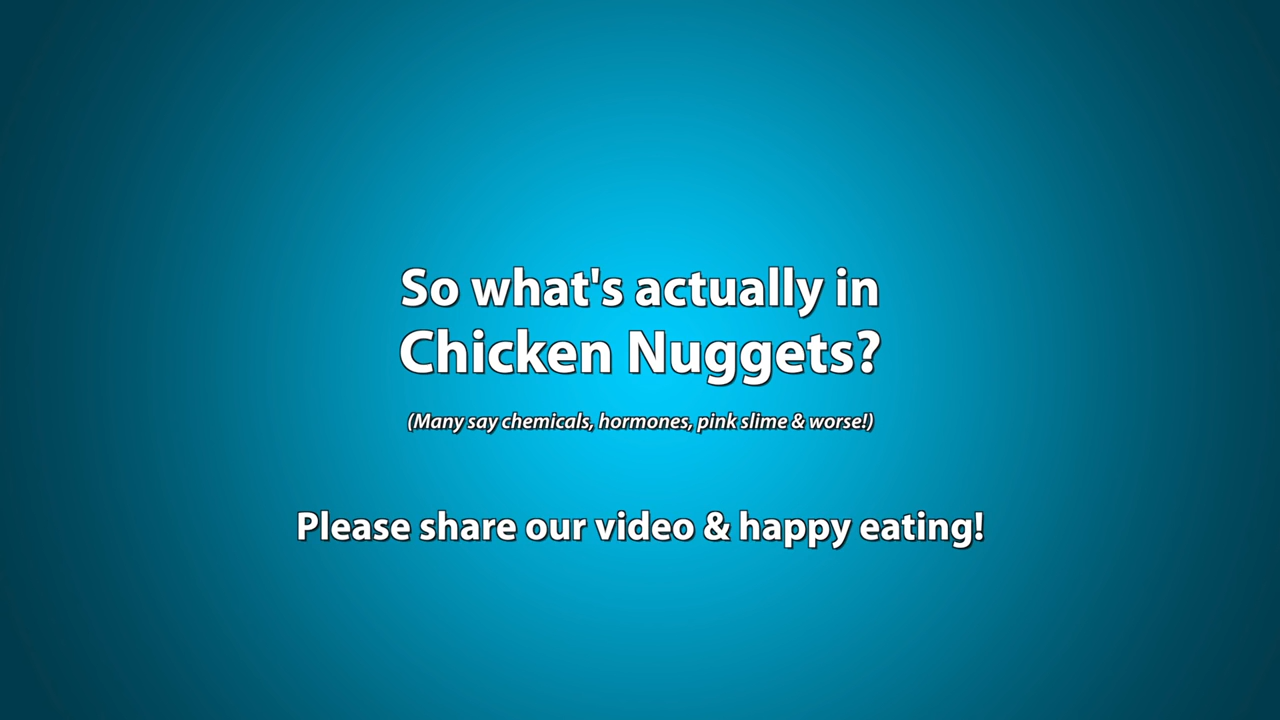 So what's actually in
Chicken Nuggets?
(Many say chemicals, hormones, pink slime & worse!)
Please share our video & happy eating!